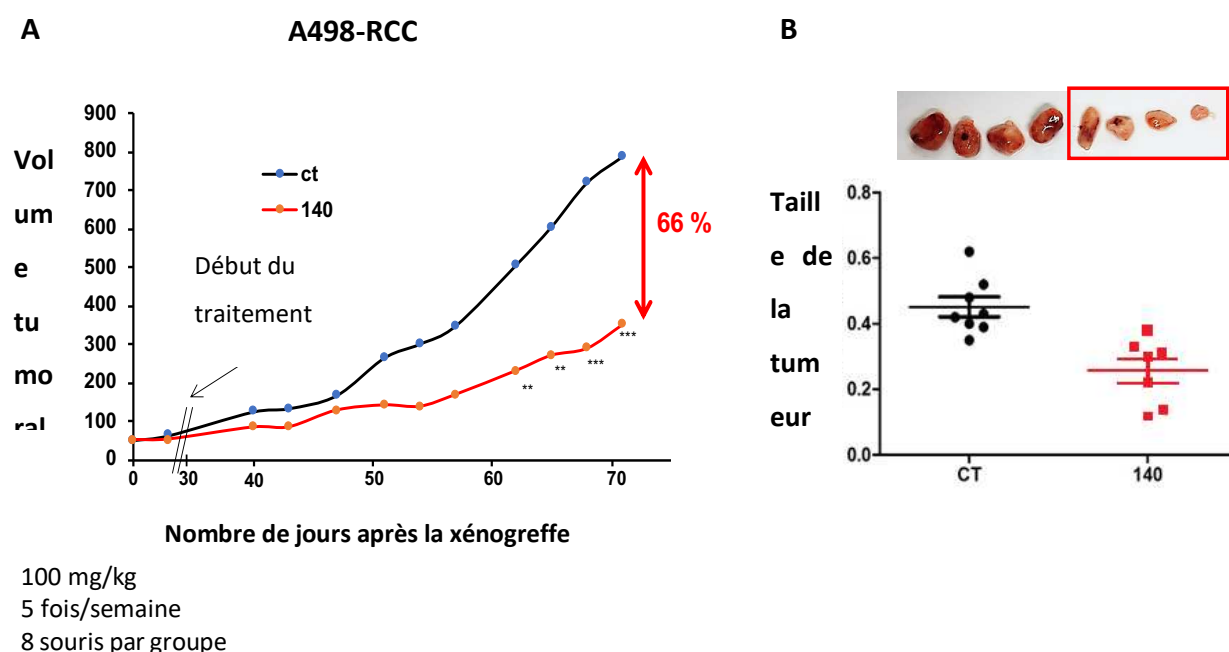 A
A498-RCC
Vol
um
e
tu
mo
ral
900
800
700
600
500
400
300
200
100
0
ct
140
Début du
traitement
66 %
**
**
***
***
0
30
40
50
60
70
Nombre de jours après la xénogreffe
100 mg/kg
5 fois/semaine
8 souris par groupe
B
Taill
e de
la
tum
eur
0.8
0.6
0.4
0.2
0.0
CT
140